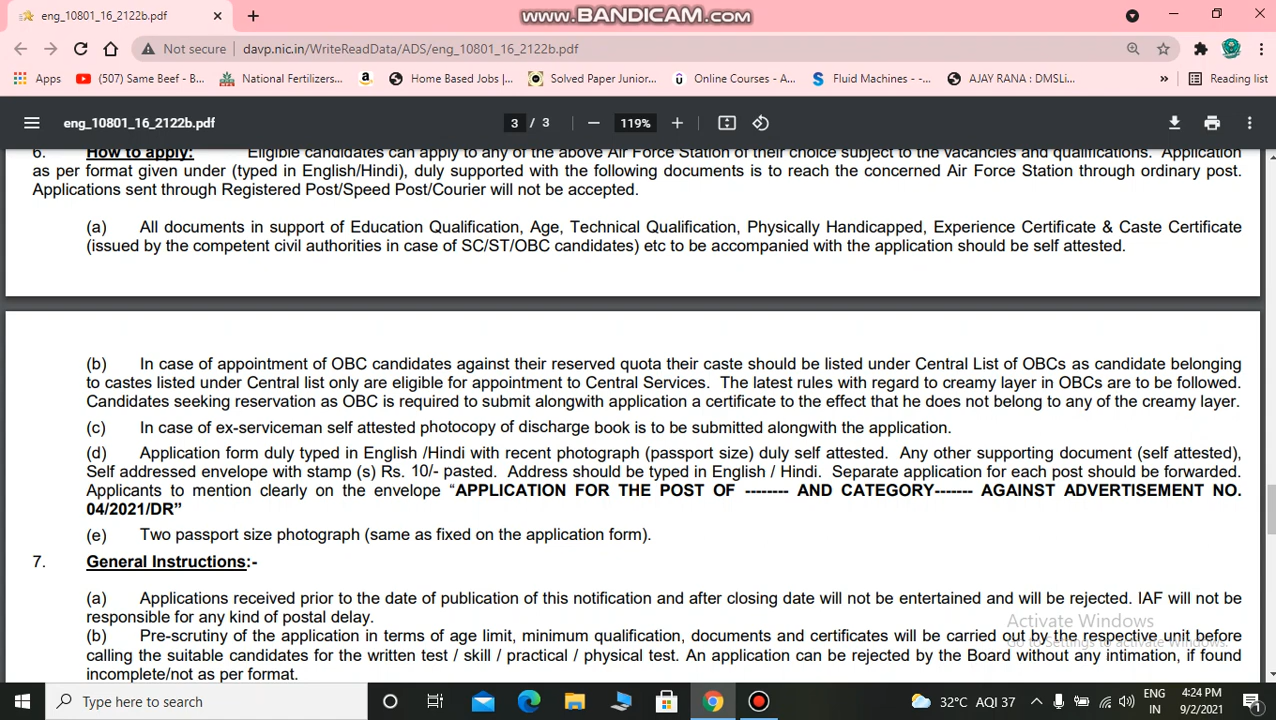 eng_10801_16_2122b.pdf
www.BANDICAM.com
Not secure davp.nic.in/WriteReadData/ADS/eng_10801_16_2122b.pdf
Apps (507) Same Beef - B... National Fertilizers... Home Based Jobs |... Solved Paper Junior... Online Courses - A... Fluid Machines - -... AJAY RANA : DMSLi... » Reading list
eng_10801_16_2122b.pdf 3 / 3 119%
6. How to apply: Eligible candidates can apply to any of the above Air Force Station of their choice subject to the vacancies and qualifications. Application
as per format given under (typed in English/Hindi), duly supported with the following documents is to reach the concerned Air Force Station through ordinary post.
Applications sent through Registered Post/Speed Post/Courier will not be accepted.
(a) All documents in support of Education Qualification, Age, Technical Qualification, Physically Handicapped, Experience Certificate & Caste Certificate
(issued by the competent civil authorities in case of SC/ST/OBC candidates) etc to be accompanied with the application should be self attested.
(b) In case of appointment of OBC candidates against their reserved quota their caste should be listed under Central List of OBCs as candidate belonging
to castes listed under Central list only are eligible for appointment to Central Services. The latest rules with regard to creamy layer in OBCs are to be followed.
Candidates seeking reservation as OBC is required to submit alongwith application a certificate to the effect that he does not belong to any of the creamy layer.
(c) In case of ex-serviceman self attested photocopy of discharge book is to be submitted alongwith the application.
(d) Application form duly typed in English /Hindi with recent photograph (passport size) duly self attested. Any other supporting document (self attested),
Self addressed envelope with stamp (s) Rs. 10/- pasted. Address should be typed in English / Hindi. Separate application for each post should be forwarded.
Applicants to mention clearly on the envelope “APPLICATION FOR THE POST OF -------- AND CATEGORY------- AGAINST ADVERTISEMENT NO.
04/2021/DR”
(e) Two passport size photograph (same as fixed on the application form).
7. General Instructions:-
(a) Applications received prior to the date of publication of this notification and after closing date will not be entertained and will be rejected. IAF will not be
responsible for any kind of postal delay.
(b) Pre-scrutiny of the application in terms of age limit, minimum qualification, documents and certificates will be carried out by the respective unit before
calling the suitable candidates for the written test / skill / practical / physical test. An application can be rejected by the Board without any intimation, if found
incomplete/not as per format.
Activate Windows
Go to Settings to activate Windows.
Type here to search 32°C AQI 37 ENG IN 4:24 PM 9/2/2021 1